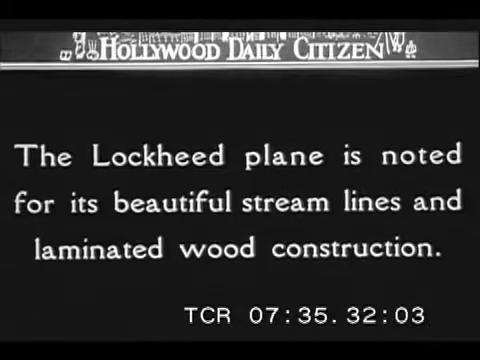 HOLLYWOOD DAILY CITIZEN
The Lockheed plane is noted
for its beautiful stream lines and
laminated wood construction.
TCR 07:35.32:03